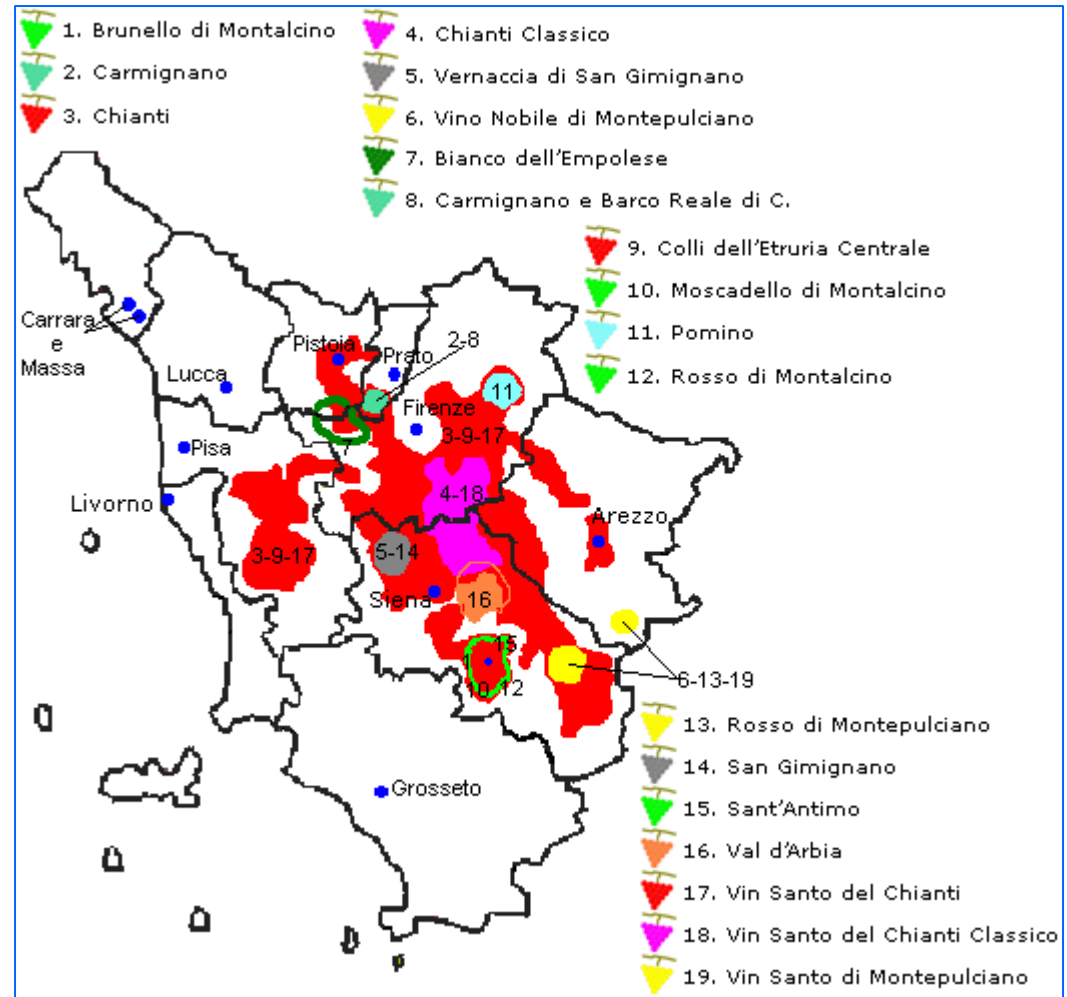 1. Brunello di Montalcino
2. Carmignano
3. Chianti
4. Chianti Classico
5. Vernaccia di San Gimignano
6. Vino Nobile di Montepulciano
7. Bianco dell'Empolese
8. Carmignano e Barco Reale di C.
9. Colli dell'Etruria Centrale
10. Moscadello di Montalcino
11. Pomino
12. Rosso di Montalcino
Carrara
e
Massa
Pistoia
2-8
Prato
Lucca
11
Firenze
3-9-17
7
Pisa
4-18
Livorno
Arezzo
3-9-17
5-14
Siena
16
15
1
10
12
6-13-19
Grosseto
13. Rosso di Montepulciano
14. San Gimignano
15. Sant'Antimo
16. Val d'Arbia
17. Vin Santo del Chianti
18. Vin Santo del Chianti Classico
19. Vin Santo di Montepulciano